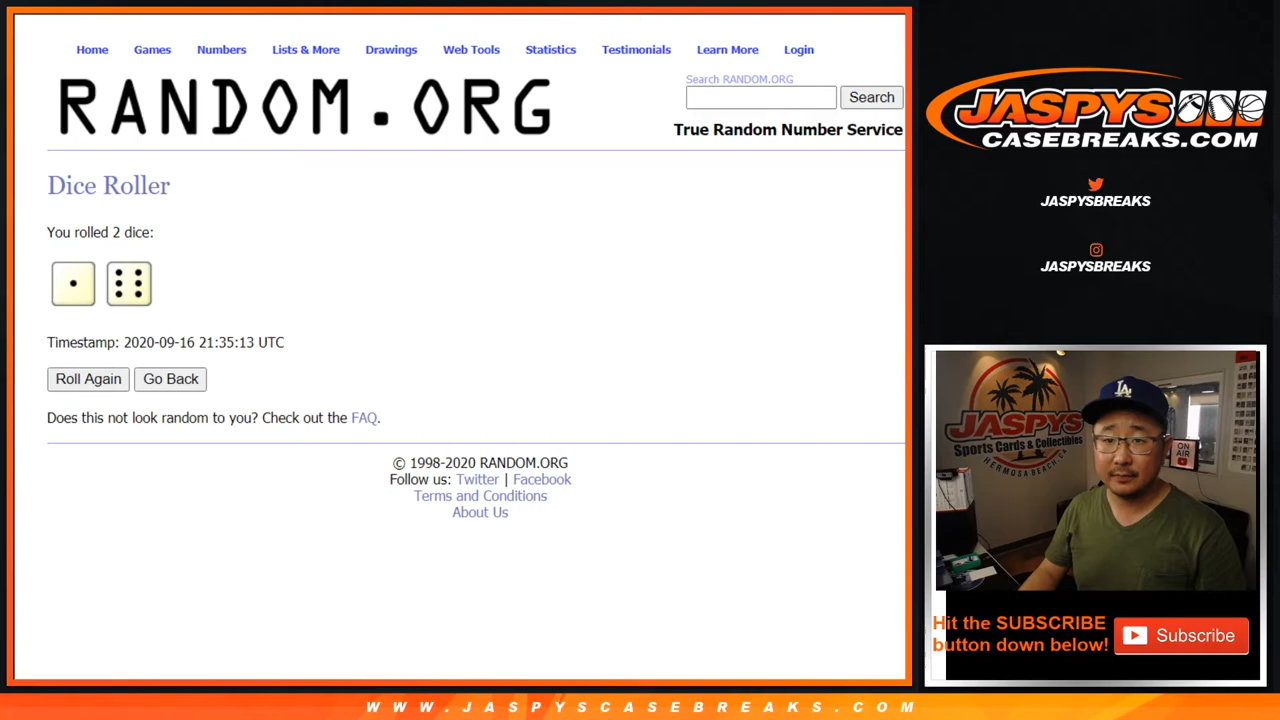 Home Games Numbers Lists & More Drawings Web Tools Statistics Testimonials Learn More Login
RANDOM.ORG
Search RANDOM.ORG
Search
True Random Number Service
Dice Roller
You rolled 2 dice:
Timestamp: 2020-09-16 21:35:13 UTC
Roll Again Go Back
Does this not look random to you? Check out the FAQ.
© 1998-2020 RANDOM.ORG
Follow us: Twitter | Facebook
Terms and Conditions
About Us
JASPYS
CASEBREAKS.COM
JASPYSBREAKS
JASPYSBREAKS
JASPYS
Sports Cards & Collectibles
HERMOSA BEACH, CA
LA
ON
AIR
Hit the SUBSCRIBE
button down below!
Subscribe
WWW.JASPYSCASEBREAKS.COM